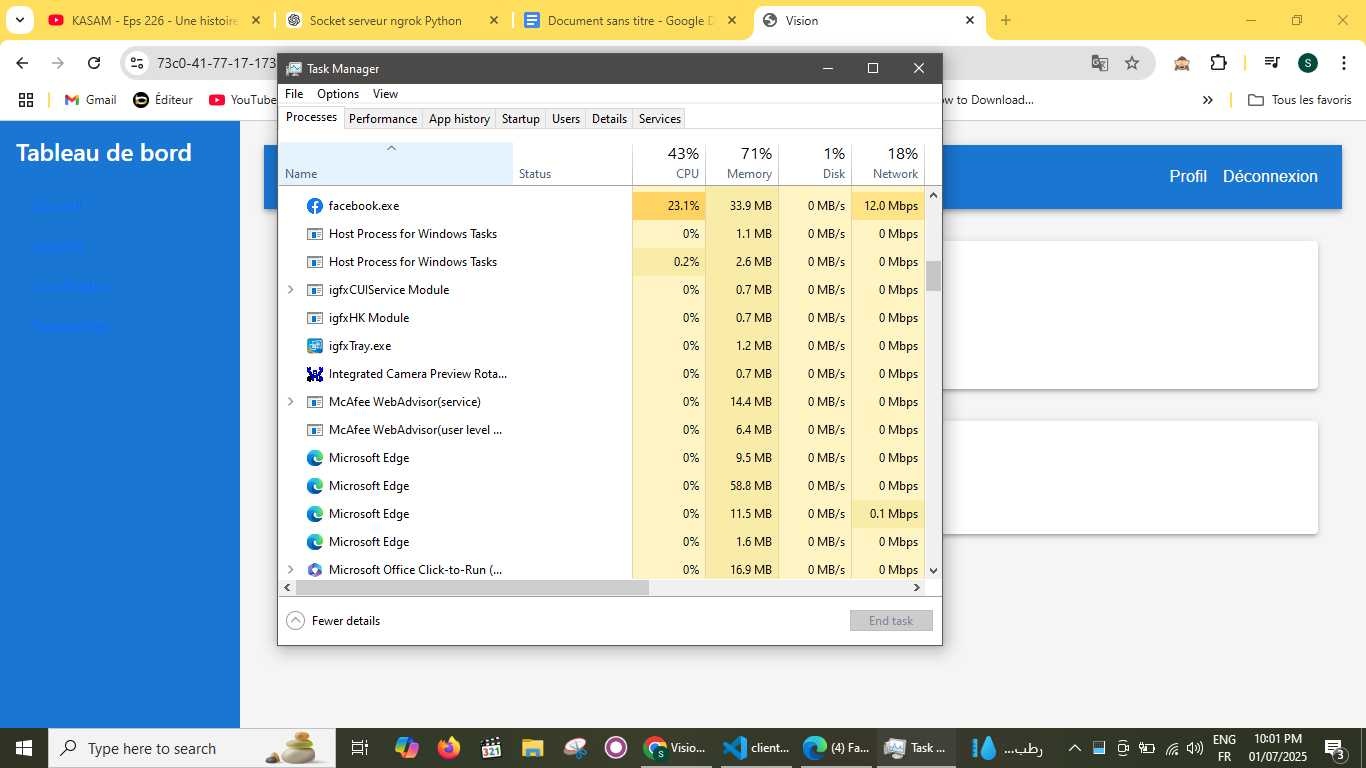 KASAM - Eps 226 - Une histoire
Socket serveur ngrok Python
Document sans titre - Google D
Vision
73c0-41-77-17-173
Gmail
Éditeur
YouTube
ow to Download...
Tous les favoris
S
Task Manager
File Options View
Processes Performance App history Startup Users Details Services
43% 71% 1% 18%
Name Status CPU Memory Disk Network
facebook.exe 23.1% 33.9 MB 0 MB/s 12.0 Mbps
Host Process for Windows Tasks 0% 1.1 MB 0 MB/s 0 Mbps
Host Process for Windows Tasks 0.2% 2.6 MB 0 MB/s 0 Mbps
igfxCUIService Module 0% 0.7 MB 0 MB/s 0 Mbps
igfxHK Module 0% 0.7 MB 0 MB/s 0 Mbps
igfxTray.exe 0% 1.2 MB 0 MB/s 0 Mbps
Integrated Camera Preview Rota... 0% 0.7 MB 0 MB/s 0 Mbps
McAfee WebAdvisor(service) 0% 14.4 MB 0 MB/s 0 Mbps
McAfee WebAdvisor(user level ... 0% 6.4 MB 0 MB/s 0 Mbps
Microsoft Edge 0% 9.5 MB 0 MB/s 0 Mbps
Microsoft Edge 0% 58.8 MB 0 MB/s 0 Mbps
Microsoft Edge 0% 11.5 MB 0 MB/s 0.1 Mbps
Microsoft Edge 0% 1.6 MB 0 MB/s 0 Mbps
Microsoft Office Click-to-Run (... 0% 16.9 MB 0 MB/s 0 Mbps
Fewer details
End task
Tableau de bord
Profil Déconnexion
Type here to search
321
Visio...
client...
(4) Fa...
Task ...
رطب...
ENG
FR
10:01 PM
01/07/2025
3